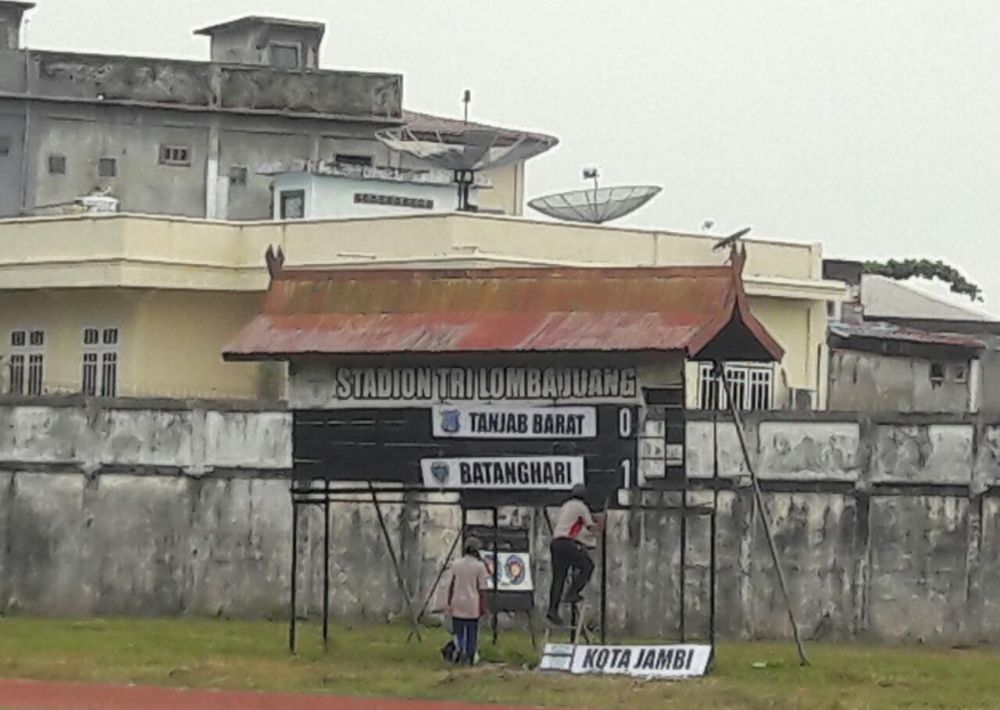 STADION TRI LOMBA JUANG
TANJAB BARAT 0
BATANGHARI 1
KOTA JAMBI